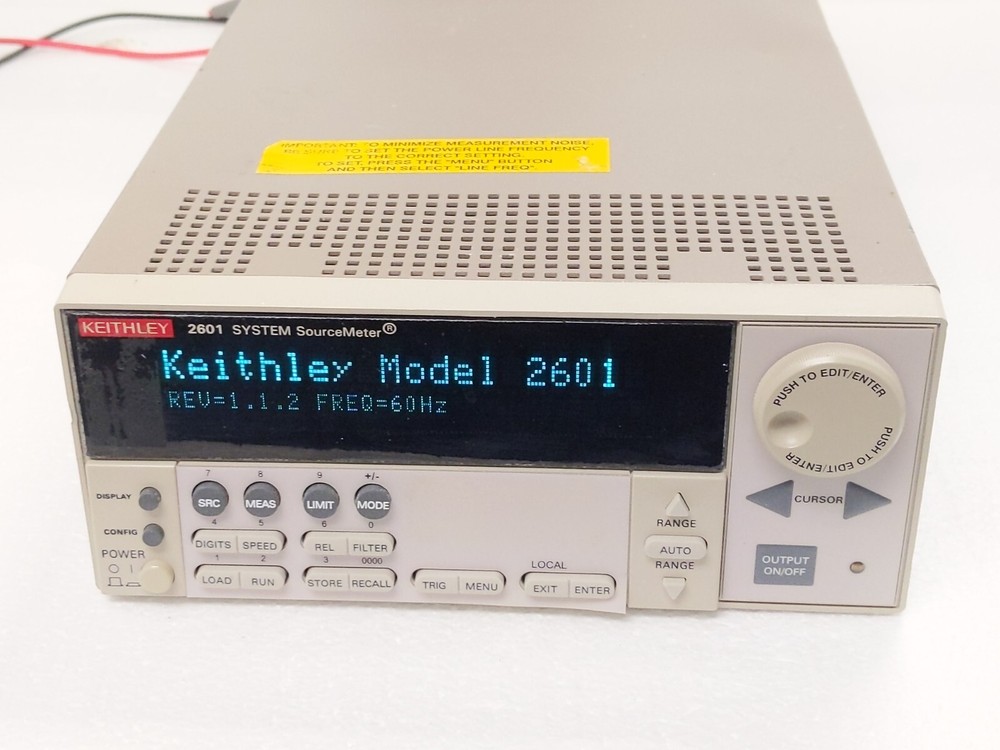 IMPORTANT: TO MINIMIZE MEASUREMENT NOISE,
BE SURE TO SET THE POWER LINE FREQUENCY
TO THE CORRECT SETTING.
TO SET, PRESS THE "MENU" BUTTON
AND THEN SELECT "LINE FREQ".
KEITHLEY 2601 SYSTEM SourceMeter®
Keithley Model 2601
REV=1.1.2 FREQ=60Hz
PUSH TO EDIT/ENTER
PUSH TO EDIT/ENTER
CURSOR
OUTPUT
ON/OFF
7 8 9 +/-
DISPLAY SRC MEAS LIMIT MODE
4 5 6 0
CONFIG DIGITS SPEED REL FILTER
POWER
1 2 3 0000
LOAD RUN STORE RECALL TRIG MENU
LOCAL
EXIT ENTER
RANGE
AUTO
RANGE